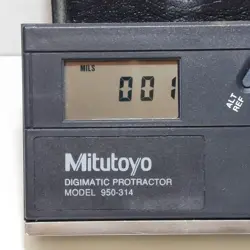 MILS
001
ALT
REF
Mitutoyo
DIGIMATIC PROTRACTOR
MODEL 950-314